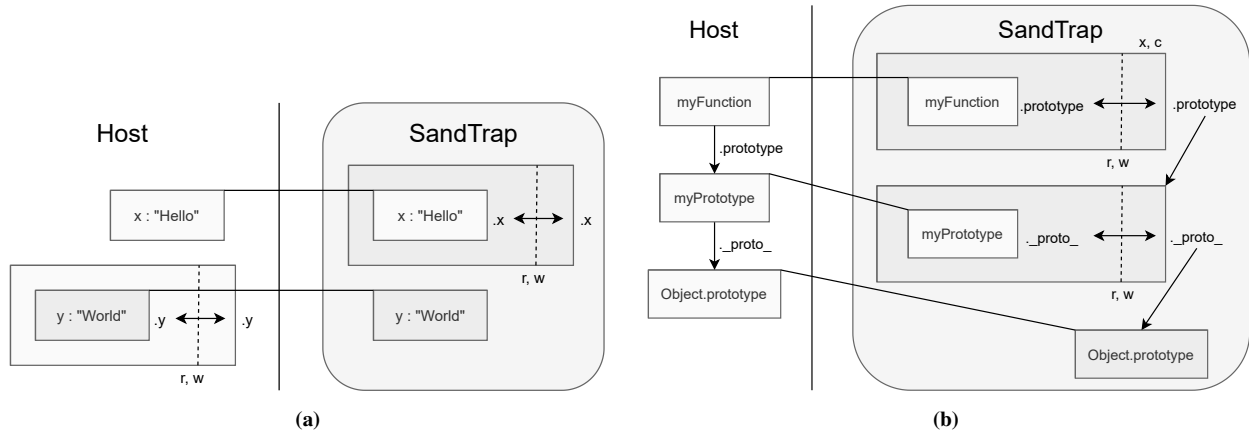 Host
SandTrap
x : "Hello"
x : "Hello"
.x
.x
r, w
y : "World"
.y
.y
y : "World"
r, w
(a)
Host
SandTrap
x, c
myFunction
myFunction
.prototype
.prototype
.prototype
r, w
myPrototype
myPrototype
._proto_
._proto_
._proto_
r, w
Object.prototype
Object.prototype
(b)